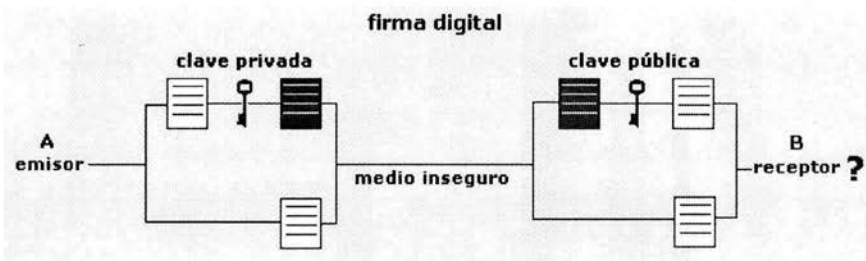 firma digital
clave privada
clave pública
A
emisor
medio inseguro
B
receptor ?